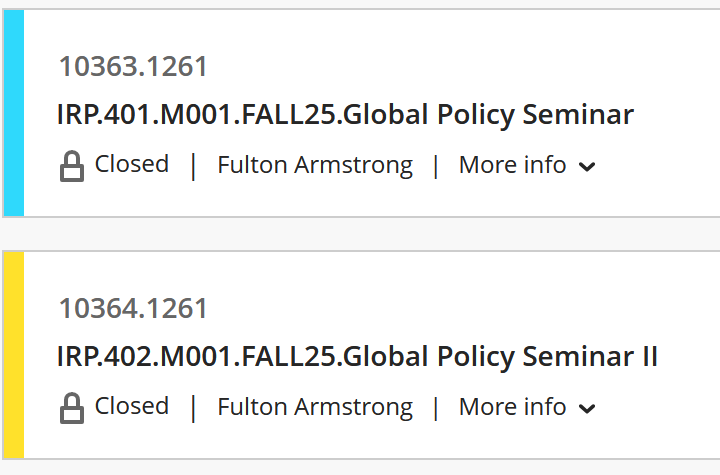 10363.1261
IRP.401.M001.FALL25.Global Policy Seminar
Closed | Fulton Armstrong | More info
10364.1261
IRP.402.M001.FALL25.Global Policy Seminar II
Closed | Fulton Armstrong | More info